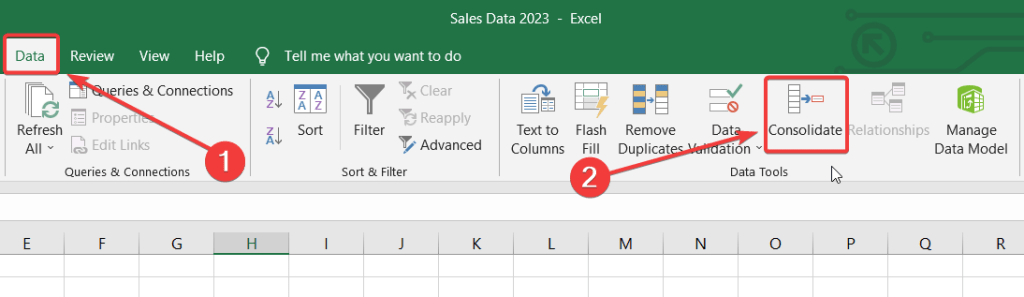 Sales Data 2023 - Excel
Data Review View Help Tell me what you want to do
Queries & Connections
Properties
Edit Links
Refresh
All
Queries & Connections
A
Z
Z
A
Z A
A Z
Sort
Filter
Clear
Reapply
Advanced
Sort & Filter
Text to
Columns
Flash
Fill
Remove
Duplicates
Data
Validation
Consolidate
Relationships
Manage
Data Model
Data Tools
1
2
E F G H I J K L M N O P Q R